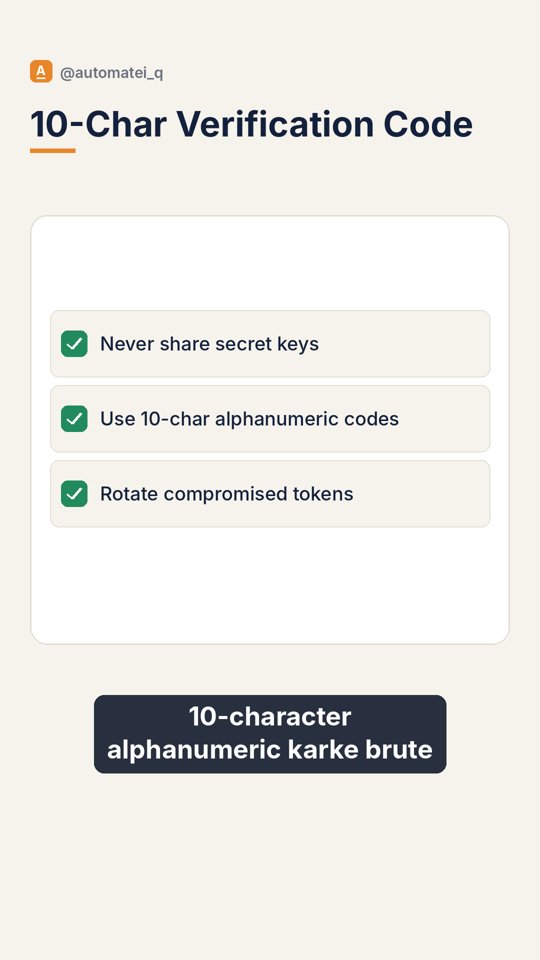 A
@automatei_q
10-Char Verification Code
Never share secret keys
Use 10-char alphanumeric codes
Rotate compromised tokens
10-character
alphanumeric karke brute